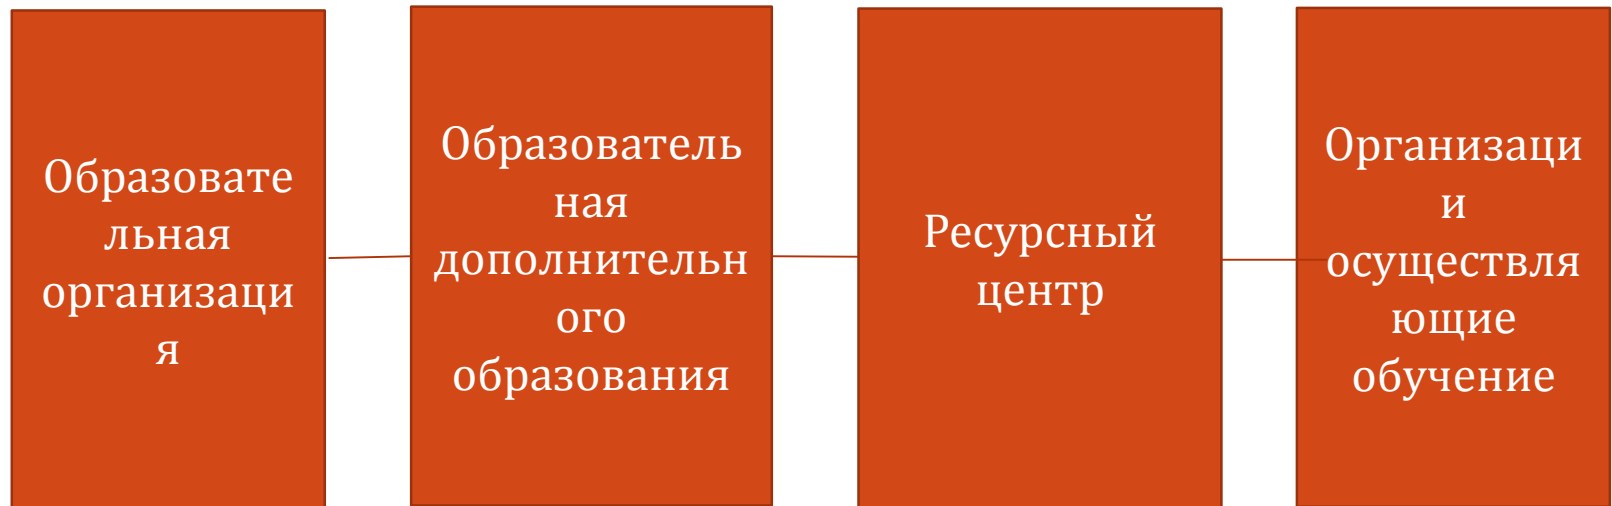 Образовате
льная
организаци
я
Образователь
ная
дополнительн
ого
образования
Ресурсный
центр
Организаци
и
осуществля
ющие
обучение